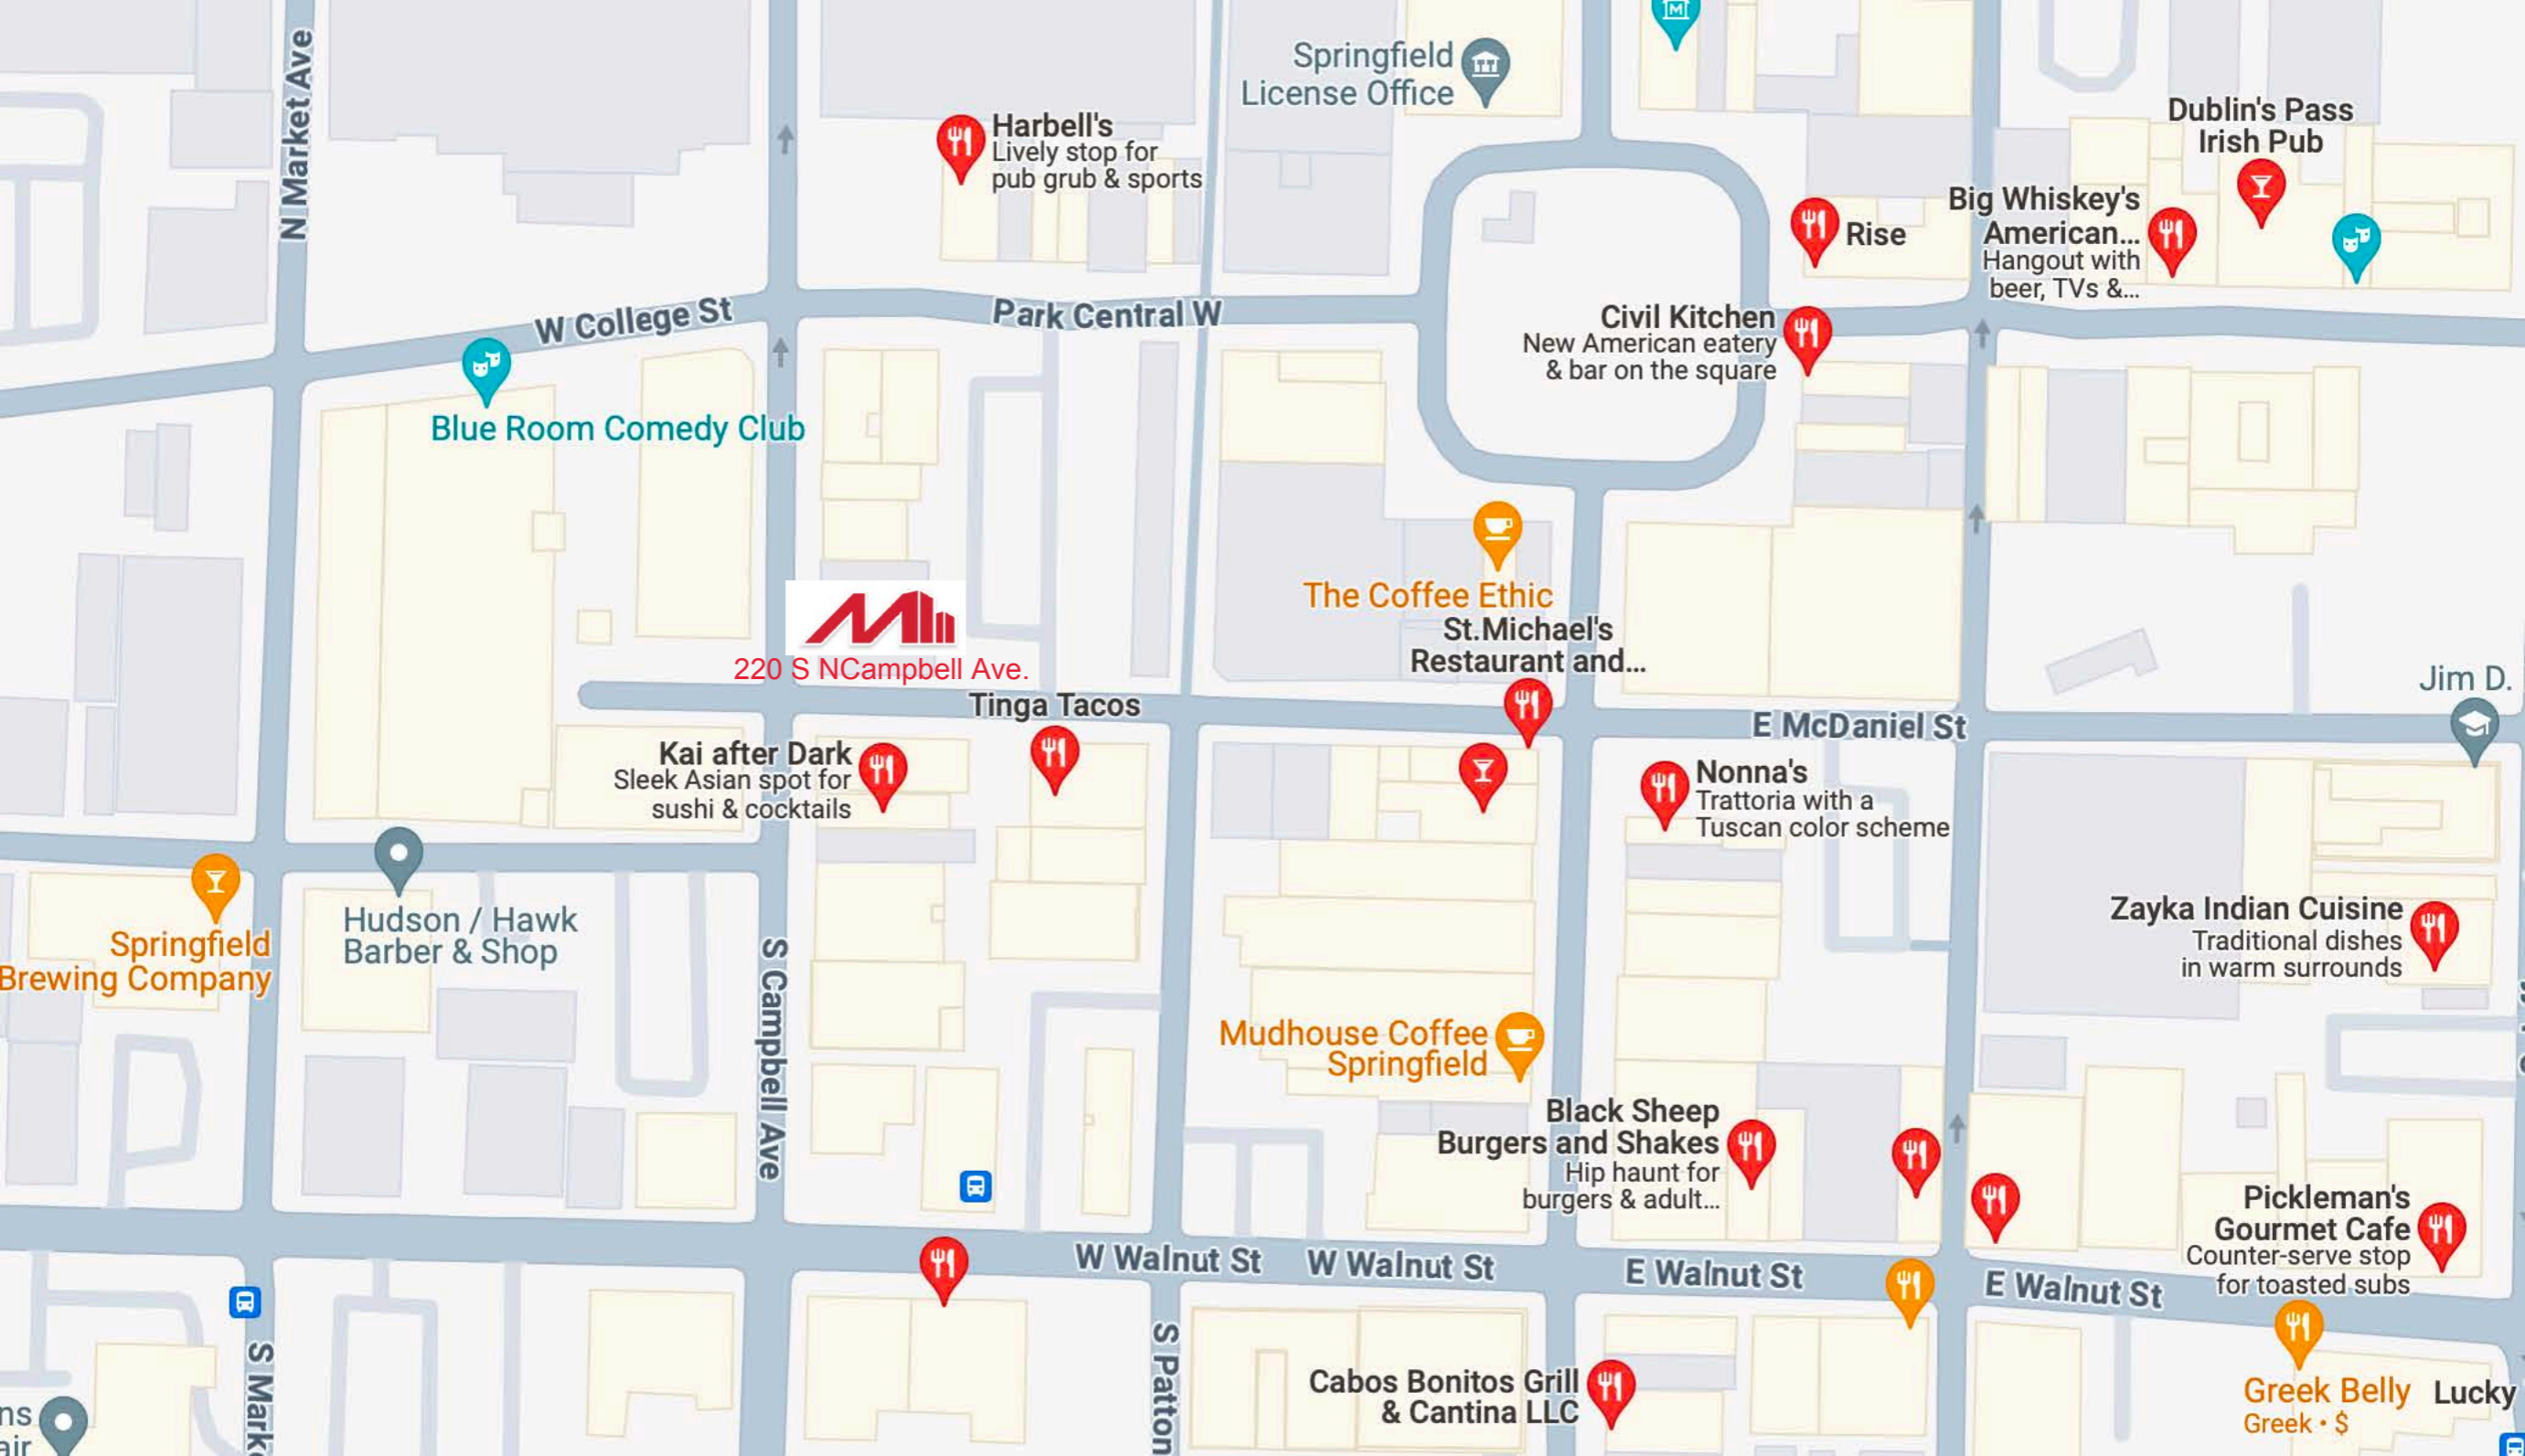 N Market Ave
Springfield
License Office
Harbell's
Lively stop for
pub grub & sports
Dublin's Pass
Irish Pub
Big Whiskey's
American...
Hangout with
beer, TVs &...
Rise
W College St
Park Central W
Civil Kitchen
New American eatery
& bar on the square
Blue Room Comedy Club
The Coffee Ethic
St.Michael's
Restaurant and...
220 S NCampbell Ave.
Tinga Tacos
E McDaniel St
Jim D.
Kai after Dark
Sleek Asian spot for
sushi & cocktails
Nonna's
Trattoria with a
Tuscan color scheme
Springfield
Brewing Company
Hudson / Hawk
Barber & Shop
S Campbell Ave
Zayka Indian Cuisine
Traditional dishes
in warm surrounds
Mudhouse Coffee
Springfield
Black Sheep
Burgers and Shakes
Hip haunt for
burgers & adult...
Pickleman's
Gourmet Cafe
Counter-serve stop
for toasted subs
W Walnut St
W Walnut St
E Walnut St
E Walnut St
S Mark
S Patton
Cabos Bonitos Grill
& Cantina LLC
Greek Belly
Greek • $
Lucky
ns
air